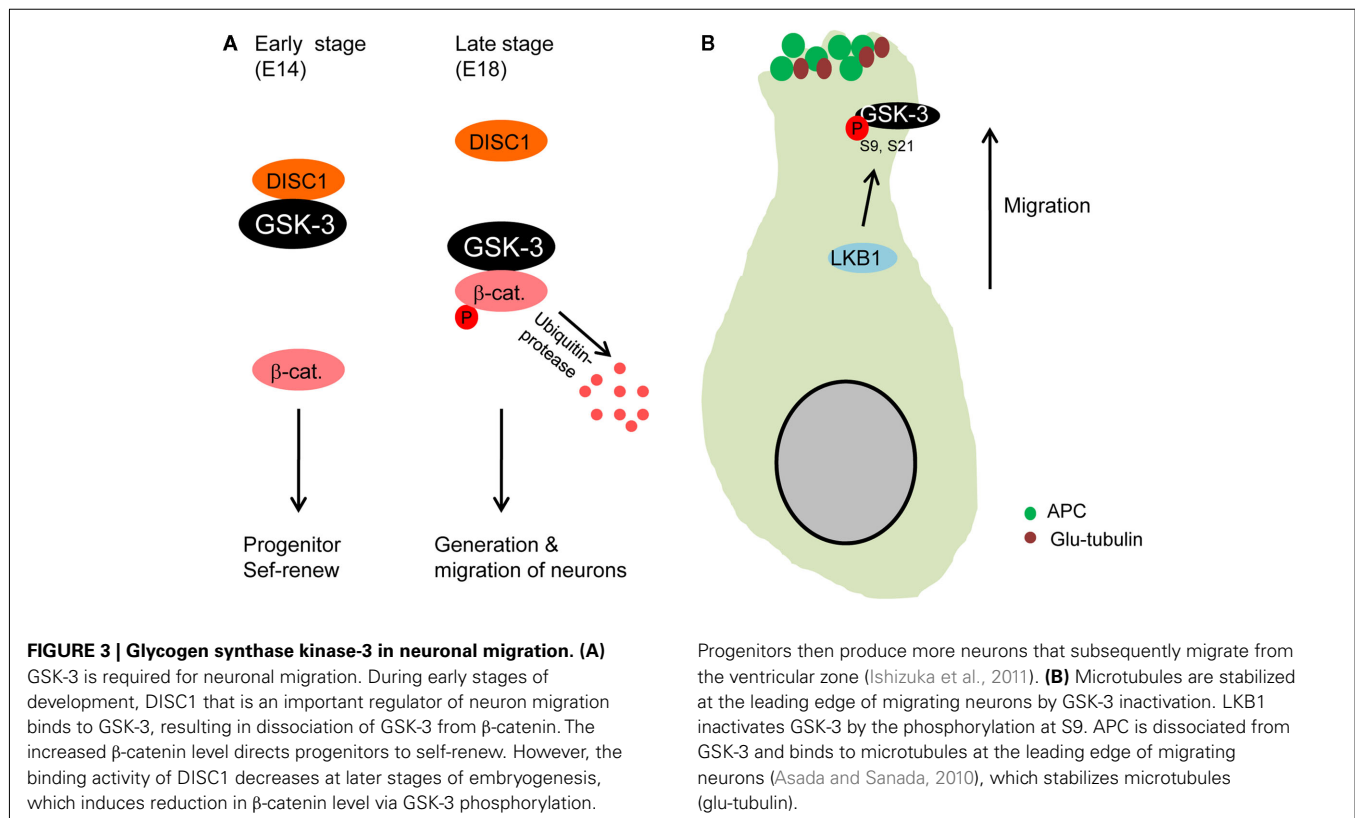 A Early stage
(E14)
Late stage
(E18)
DISC1
GSK-3
β-cat.
Progenitor
Sef-renew
DISC1
GSK-3
β-cat.
P
Ubiquitin-
protease
Generation &
migration of neurons
B
GSK-3
P
S9, S21
LKB1
Migration
APC
Glu-tubulin
FIGURE 3 | Glycogen synthase kinase-3 in neuronal migration. (A)
GSK-3 is required for neuronal migration. During early stages of
development, DISC1 that is an important regulator of neuron migration
binds to GSK-3, resulting in dissociation of GSK-3 from β-catenin. The
increased β-catenin level directs progenitors to self-renew. However, the
binding activity of DISC1 decreases at later stages of embryogenesis,
which induces reduction in β-catenin level via GSK-3 phosphorylation.
Progenitors then produce more neurons that subsequently migrate from
the ventricular zone (Ishizuka et al., 2011). (B) Microtubules are stabilized
at the leading edge of migrating neurons by GSK-3 inactivation. LKB1
inactivates GSK-3 by the phosphorylation at S9. APC is dissociated from
GSK-3 and binds to microtubules at the leading edge of migrating
neurons (Asada and Sanada, 2010), which stabilizes microtubules
(glu-tubulin).